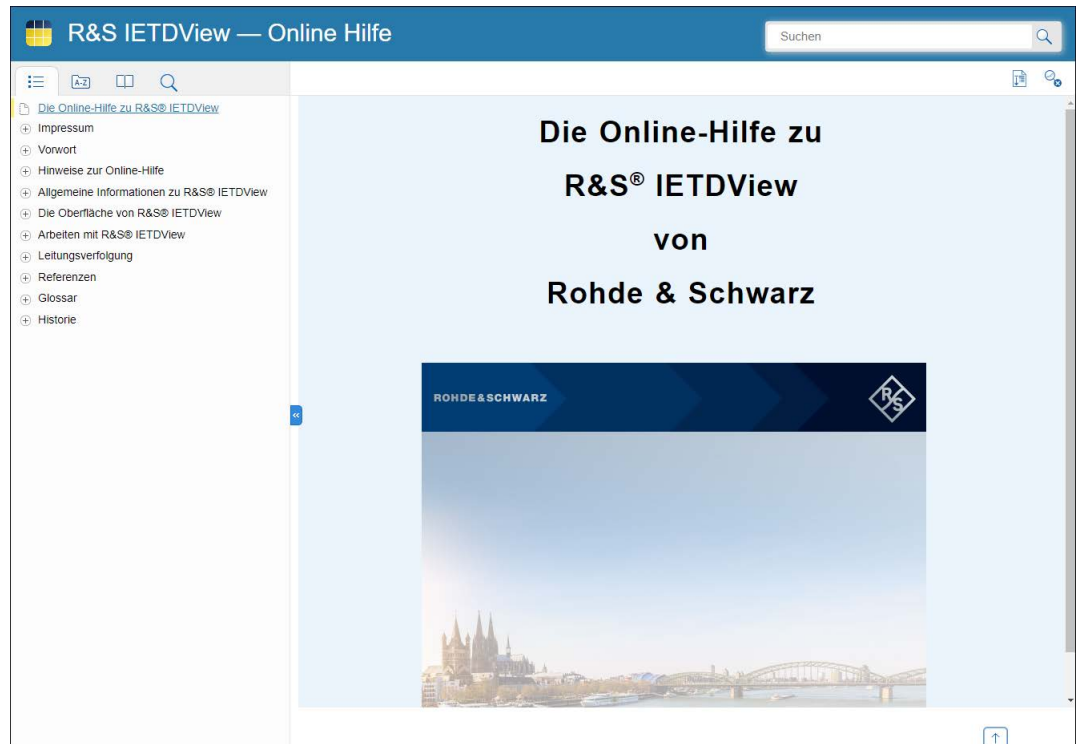 R&S IETDView — Online Hilfe
Suchen
A-Z
Die Online-Hilfe zu R&S® IETDView
Impressum
Vorwort
Hinweise zur Online-Hilfe
Allgemeine Informationen zu R&S® IETDView
Die Oberfläche von R&S® IETDView
Arbeiten mit R&S® IETDView
Leitungsverfolgung
Referenzen
Glossar
Historie
Die Online-Hilfe zu
R&S® IETDView
von
Rohde & Schwarz
ROHDE&SCHWARZ
R&S